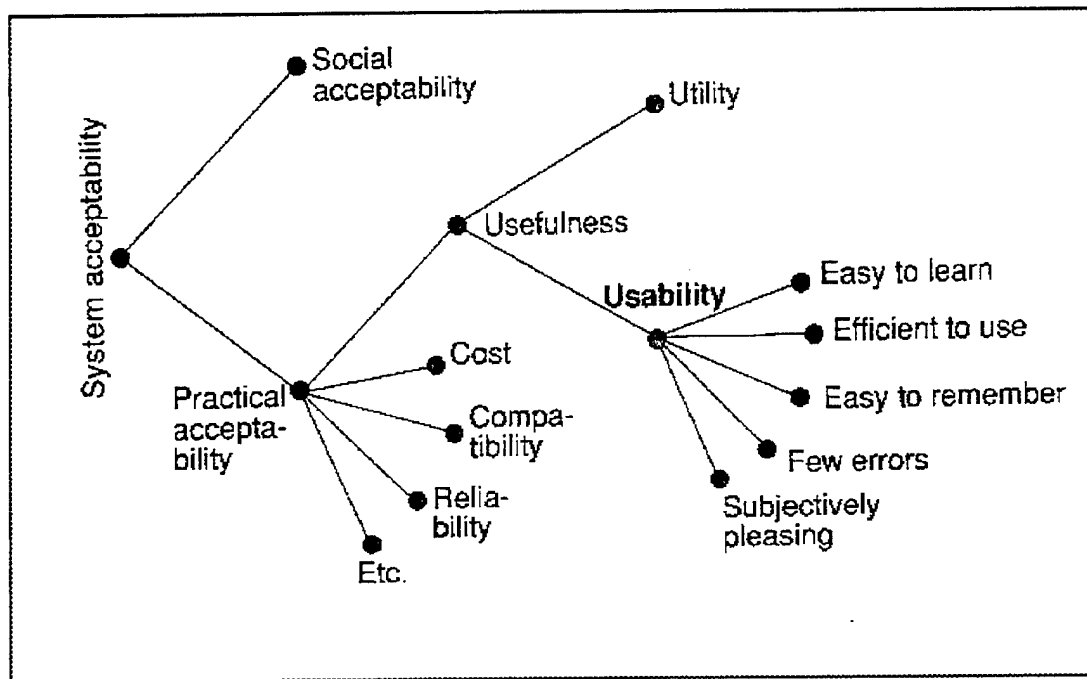 System acceptability
Social
acceptability
Utility
Usefulness
Usability
Easy to learn
Efficient to use
Easy to remember
Few errors
Subjectively
pleasing
Practical
accepta-
bility
Cost
Compa-
tibility
Relia-
bility
Etc.